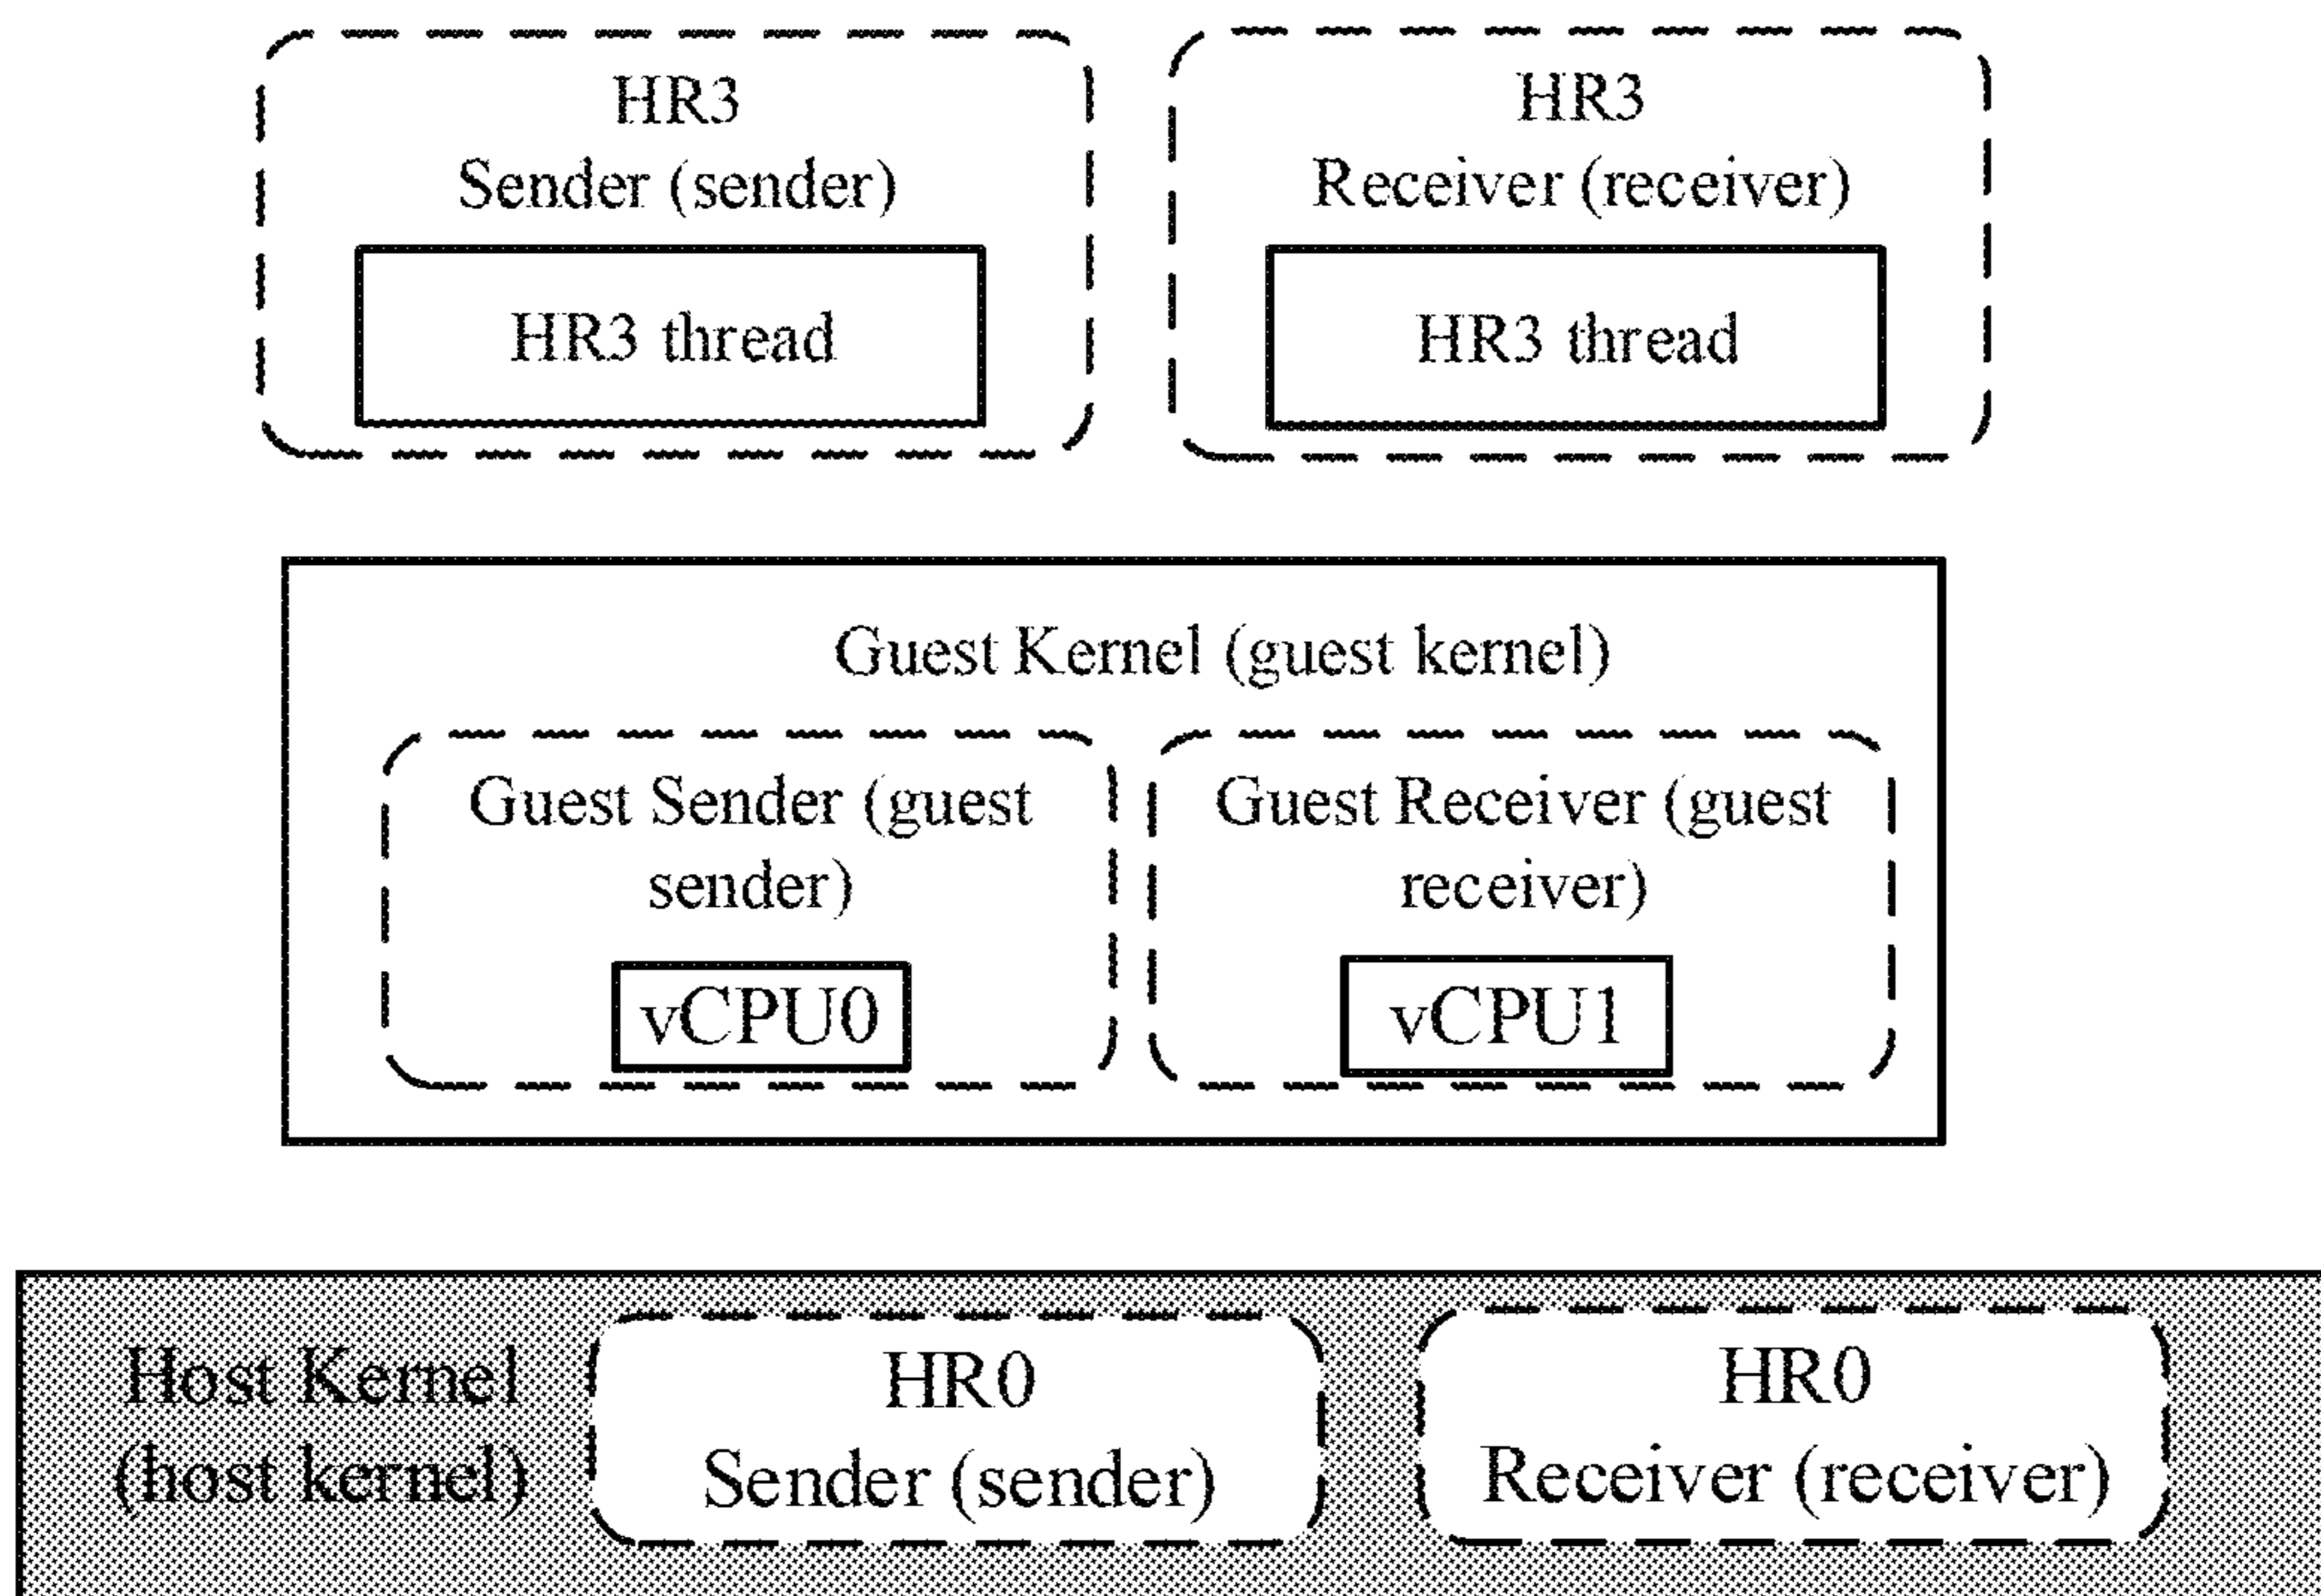 HR3
Sender (sender)
HR3 thread
HR3
Receiver (receiver)
HR3 thread
Guest Kernel (guest kernel)
Guest Sender (guest
sender)
vCPU0
Guest Receiver (guest
receiver)
vCPU1
Host Kernel
(host kernel)
HR0
Sender (sender)
HR0
Receiver (receiver)